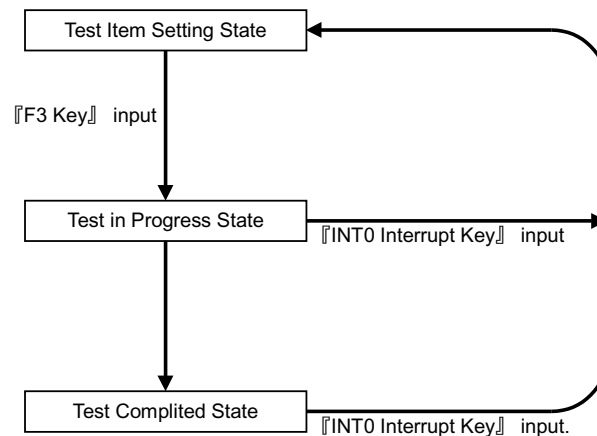 Test Item Setting State
『F3 Key』 input
Test in Progress State
『INT0 Interrupt Key』 input
Test Complited State
『INT0 Interrupt Key』 input.